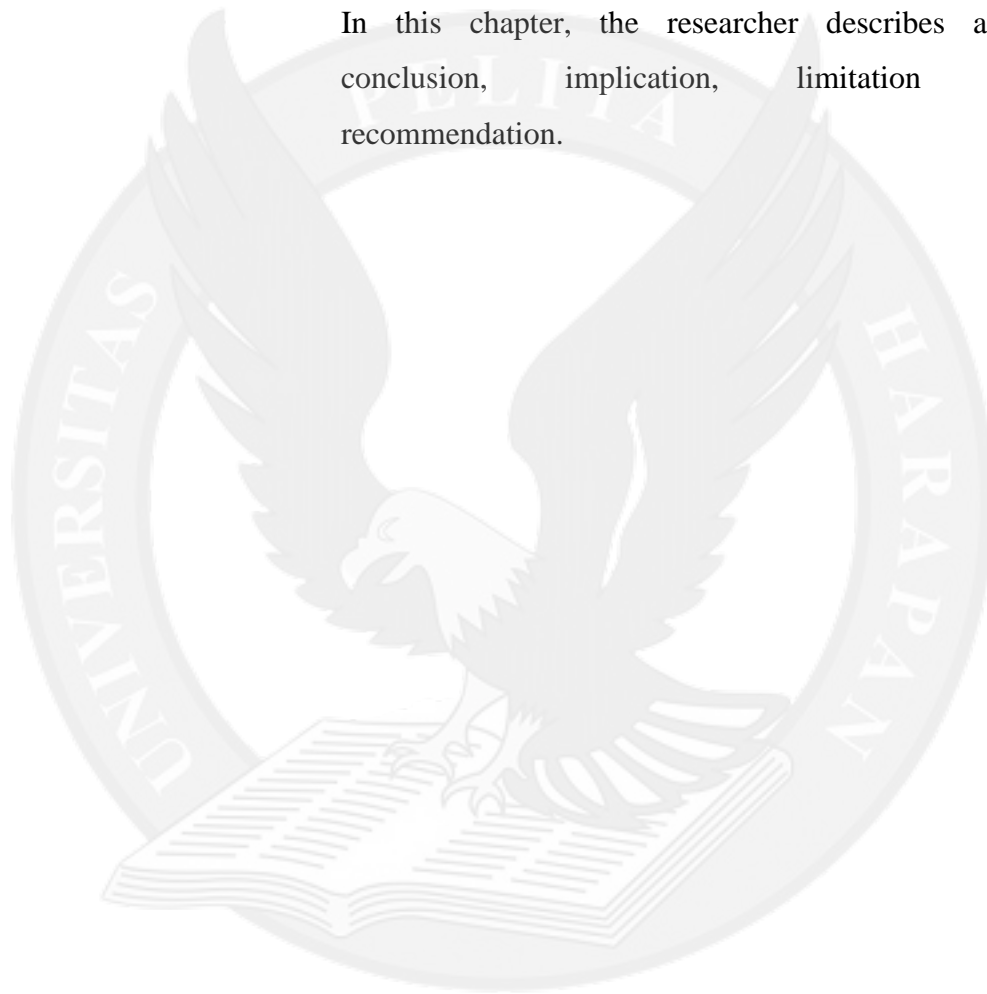 In this chapter, the researcher describes a
conclusion, implication, limitation
recommendation.
UNIVERSITAS PELITA HARAPAN